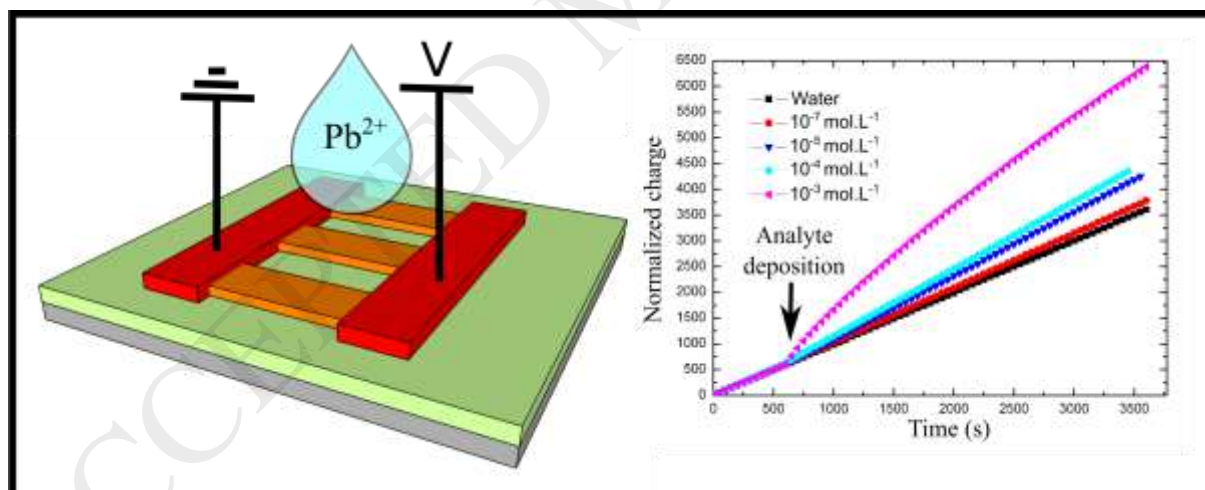 Pb²⁺
V
Normalized charge
6500
6000
5500
5000
4500
4000
3500
3000
2500
2000
1500
1000
500
0
Water
10⁻⁷ mol.L⁻¹
10⁻⁵ mol.L⁻¹
10⁻⁴ mol.L⁻¹
10⁻³ mol.L⁻¹
Analyte
deposition
0 500 1000 1500 2000 2500 3000 3500
Time (s)
CCEPTED M